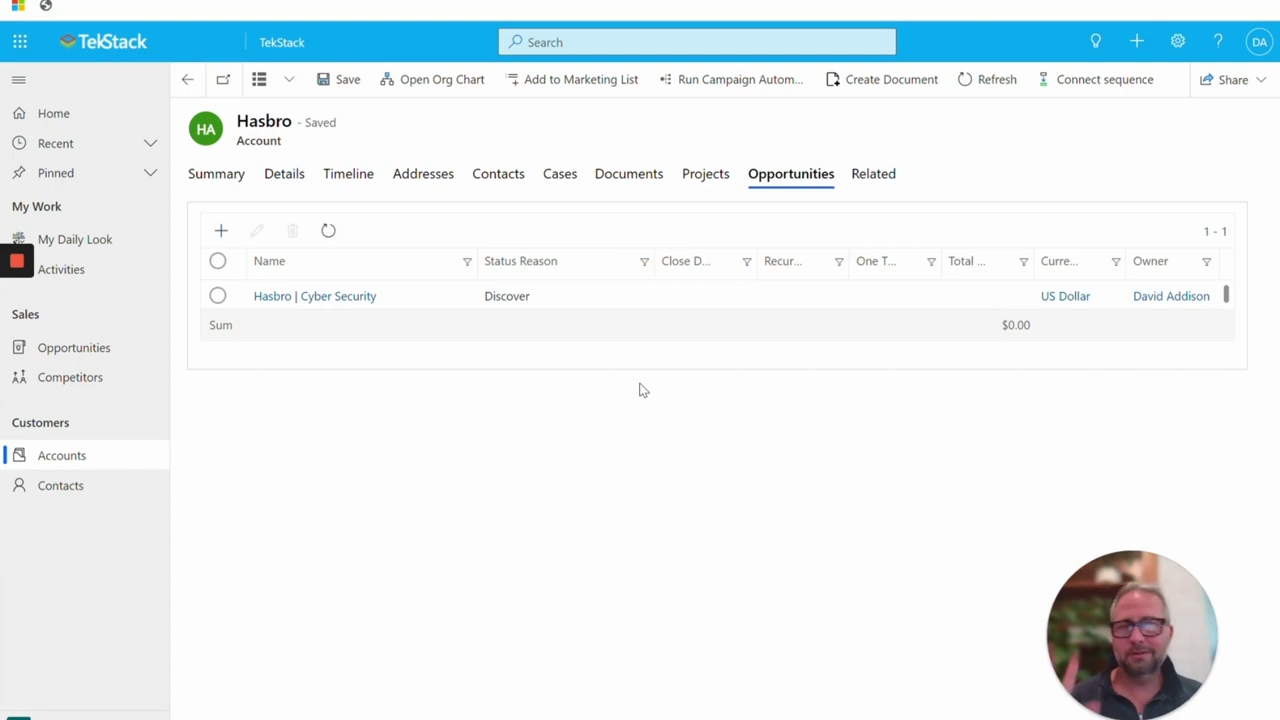 TekStack
TekStack
Search
DA
Save
Open Org Chart
Add to Marketing List
Run Campaign Autom...
Create Document
Refresh
Connect sequence
Share
Home
Recent
Pinned
My Work
My Daily Look
Activities
Sales
Opportunities
Competitors
Customers
Accounts
Contacts
HA
Hasbro - Saved
Account
Summary Details Timeline Addresses Contacts Cases Documents Projects Opportunities Related
1 - 1
Name Status Reason Close D... Recur... One T... Total ... Curre... Owner
Hasbro | Cyber Security Discover US Dollar David Addison
Sum $0.00